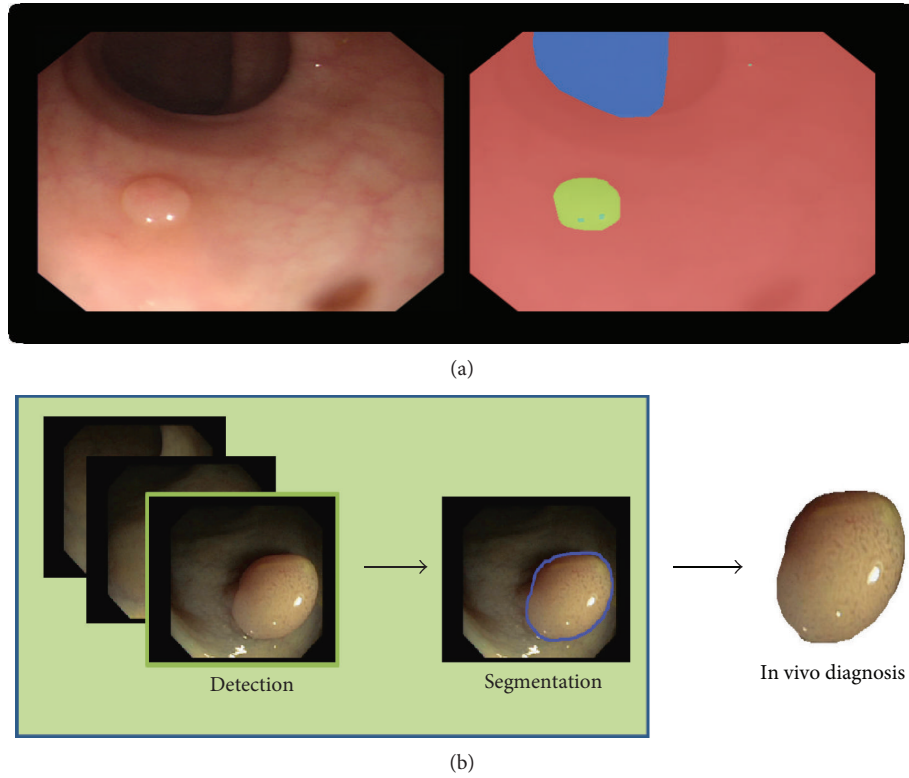 (a)
Detection
Segmentation
In vivo diagnosis
(b)